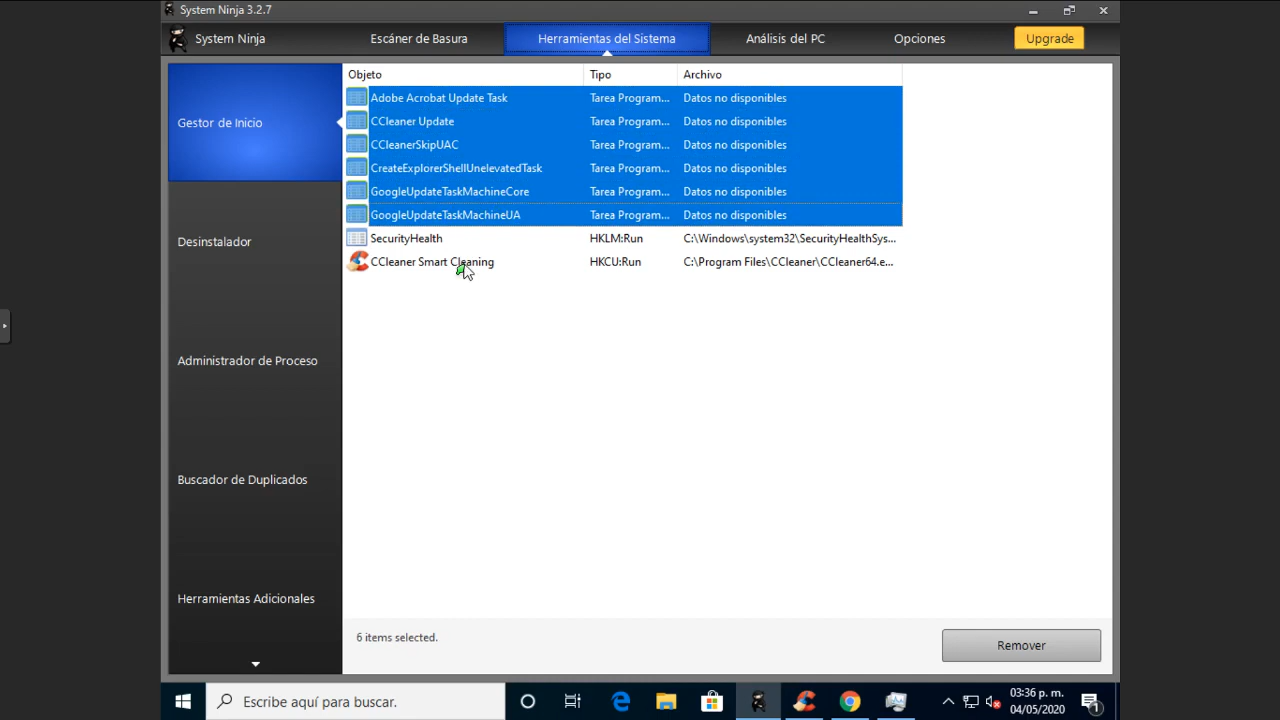 System Ninja 3.2.7
System Ninja
Escáner de Basura
Herramientas del Sistema
Análisis del PC
Opciones
Upgrade
Gestor de Inicio
Desinstalador
Administrador de Proceso
Buscador de Duplicados
Herramientas Adicionales
Objeto Tipo Archivo
Adobe Acrobat Update Task Tarea Program... Datos no disponibles
CCleaner Update Tarea Program... Datos no disponibles
CCleanerSkipUAC Tarea Program... Datos no disponibles
CreateExplorerShellUnelevatedTask Tarea Program... Datos no disponibles
GoogleUpdateTaskMachineCore Tarea Program... Datos no disponibles
GoogleUpdateTaskMachineUA Tarea Program... Datos no disponibles
SecurityHealth HKLM:Run C:\Windows\system32\SecurityHealthSys...
CCleaner Smart Cleaning HKCU:Run C:\Program Files\CCleaner\CCleaner64.e...
6 items selected.
Remover
Escribe aquí para buscar.
03:36 p. m.
04/05/2020
1